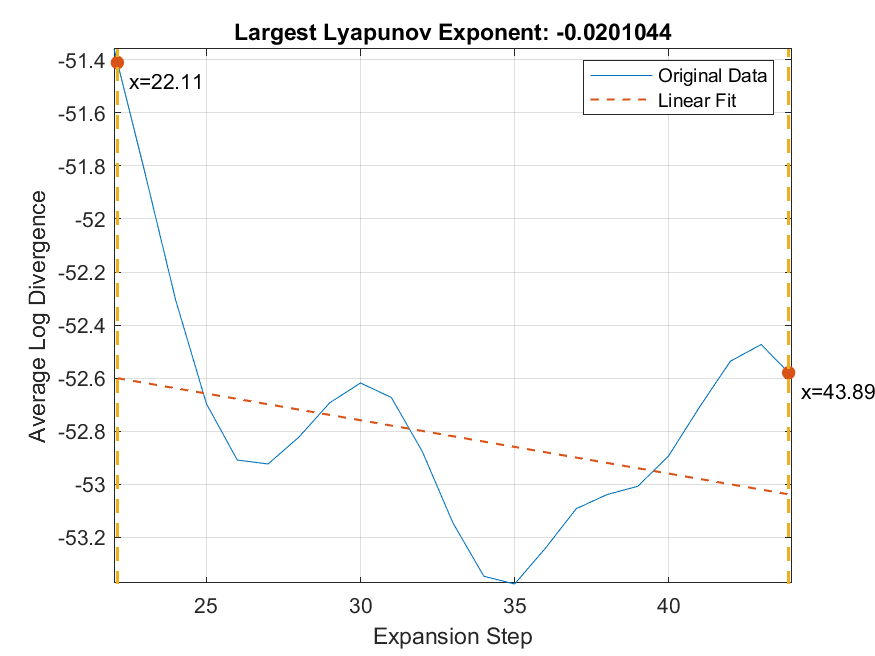 Largest Lyapunov Exponent: -0.0201044
-51.4
-51.6
-51.8
-52
-52.2
-52.4
-52.6
-52.8
-53
-53.2
Average Log Divergence
x=22.11
Original Data
Linear Fit
x=43.89
25 30 35 40
Expansion Step